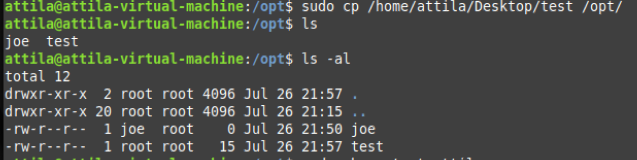 attila@attila-virtual-machine:/opt$ sudo cp /home/attila/Desktop/test /opt/
attila@attila-virtual-machine:/opt$ ls
joe  test
attila@attila-virtual-machine:/opt$ ls -al
total 12
drwxr-xr-x  2 root root 4096 Jul 26 21:57 .
drwxr-xr-x 20 root root 4096 Jul 26 21:15 ..
-rw-r--r--  1 joe  root    0 Jul 26 21:50 joe
-rw-r--r--  1 root root   15 Jul 26 21:57 test